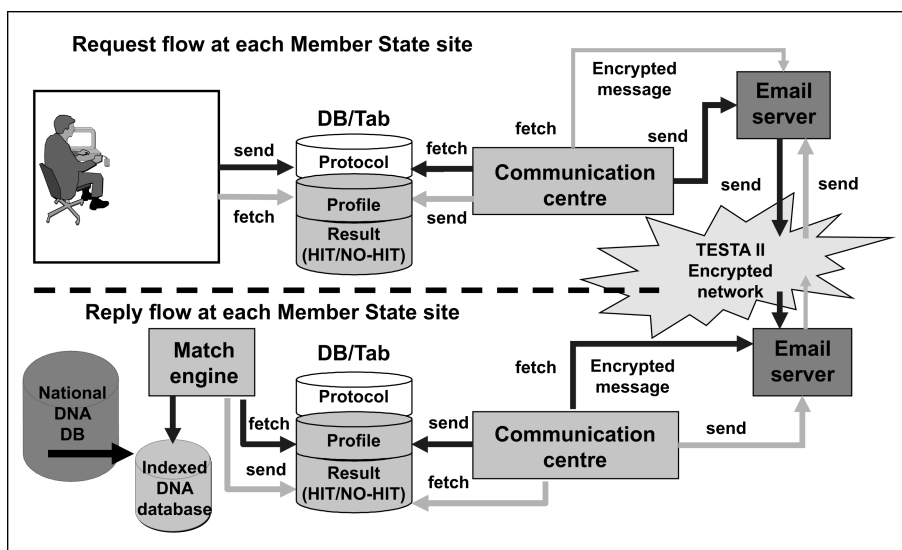 Request flow at each Member State site
Encrypted
message
Email
server
DB/Tab
fetch
send
send
fetch
Protocol
Communication
centre
fetch
Profile
send
send
send
Result
(HIT/NO-HIT)
TESTA II
Encrypted
network
Reply flow at each Member State site
Match
engine
DB/Tab
fetch
Encrypted
message
Email
server
National
DNA
DB
Protocol
fetch
send
Profile
Communication
centre
send
Indexed
DNA
database
send
Result
(HIT/NO-HIT)
fetch